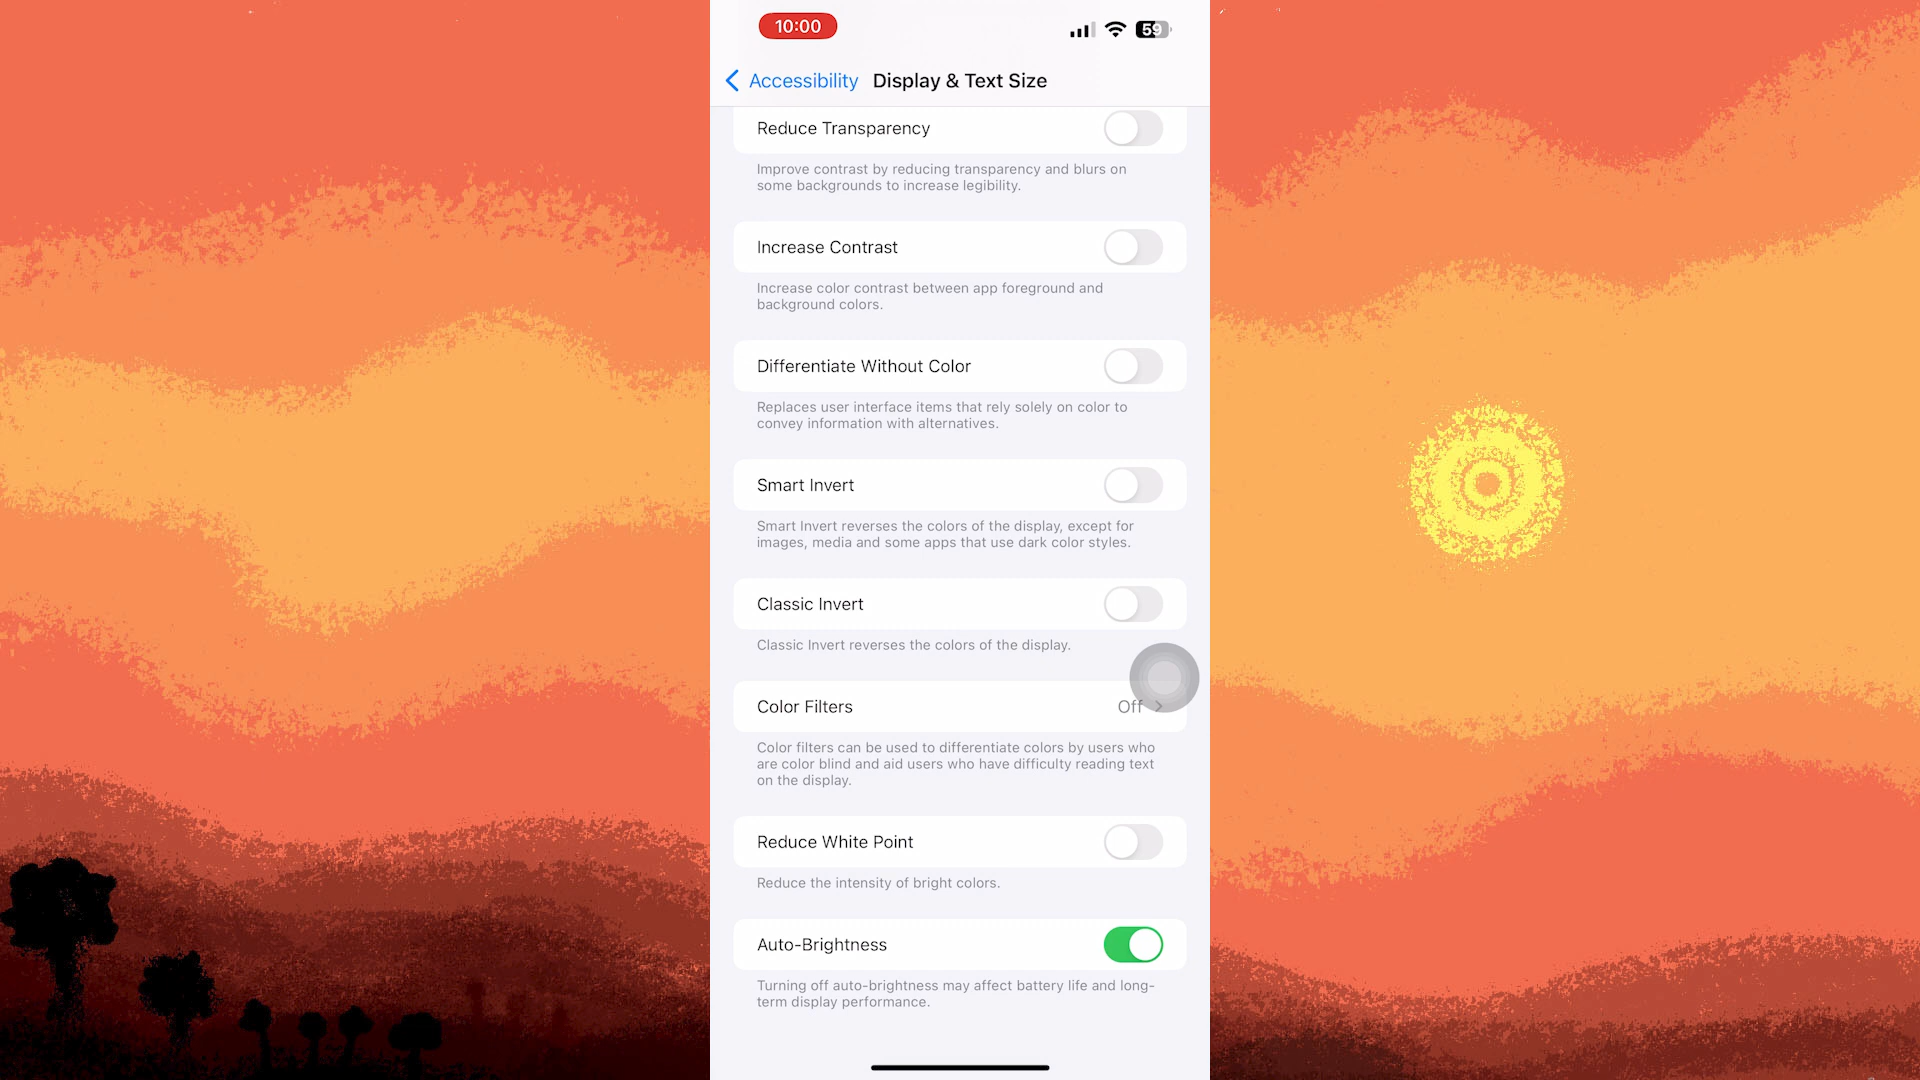 10:00
59
Accessibility Display & Text Size
Reduce Transparency
Improve contrast by reducing transparency and blurs on
some backgrounds to increase legibility.
Increase Contrast
Increase color contrast between app foreground and
background colors.
Differentiate Without Color
Replaces user interface items that rely solely on color to
convey information with alternatives.
Smart Invert
Smart Invert reverses the colors of the display, except for
images, media and some apps that use dark color styles.
Classic Invert
Classic Invert reverses the colors of the display.
Color Filters Off
Color filters can be used to differentiate colors by users who
are color blind and aid users who have difficulty reading text
on the display.
Reduce White Point
Reduce the intensity of bright colors.
Auto-Brightness
Turning off auto-brightness may affect battery life and long-
term display performance.